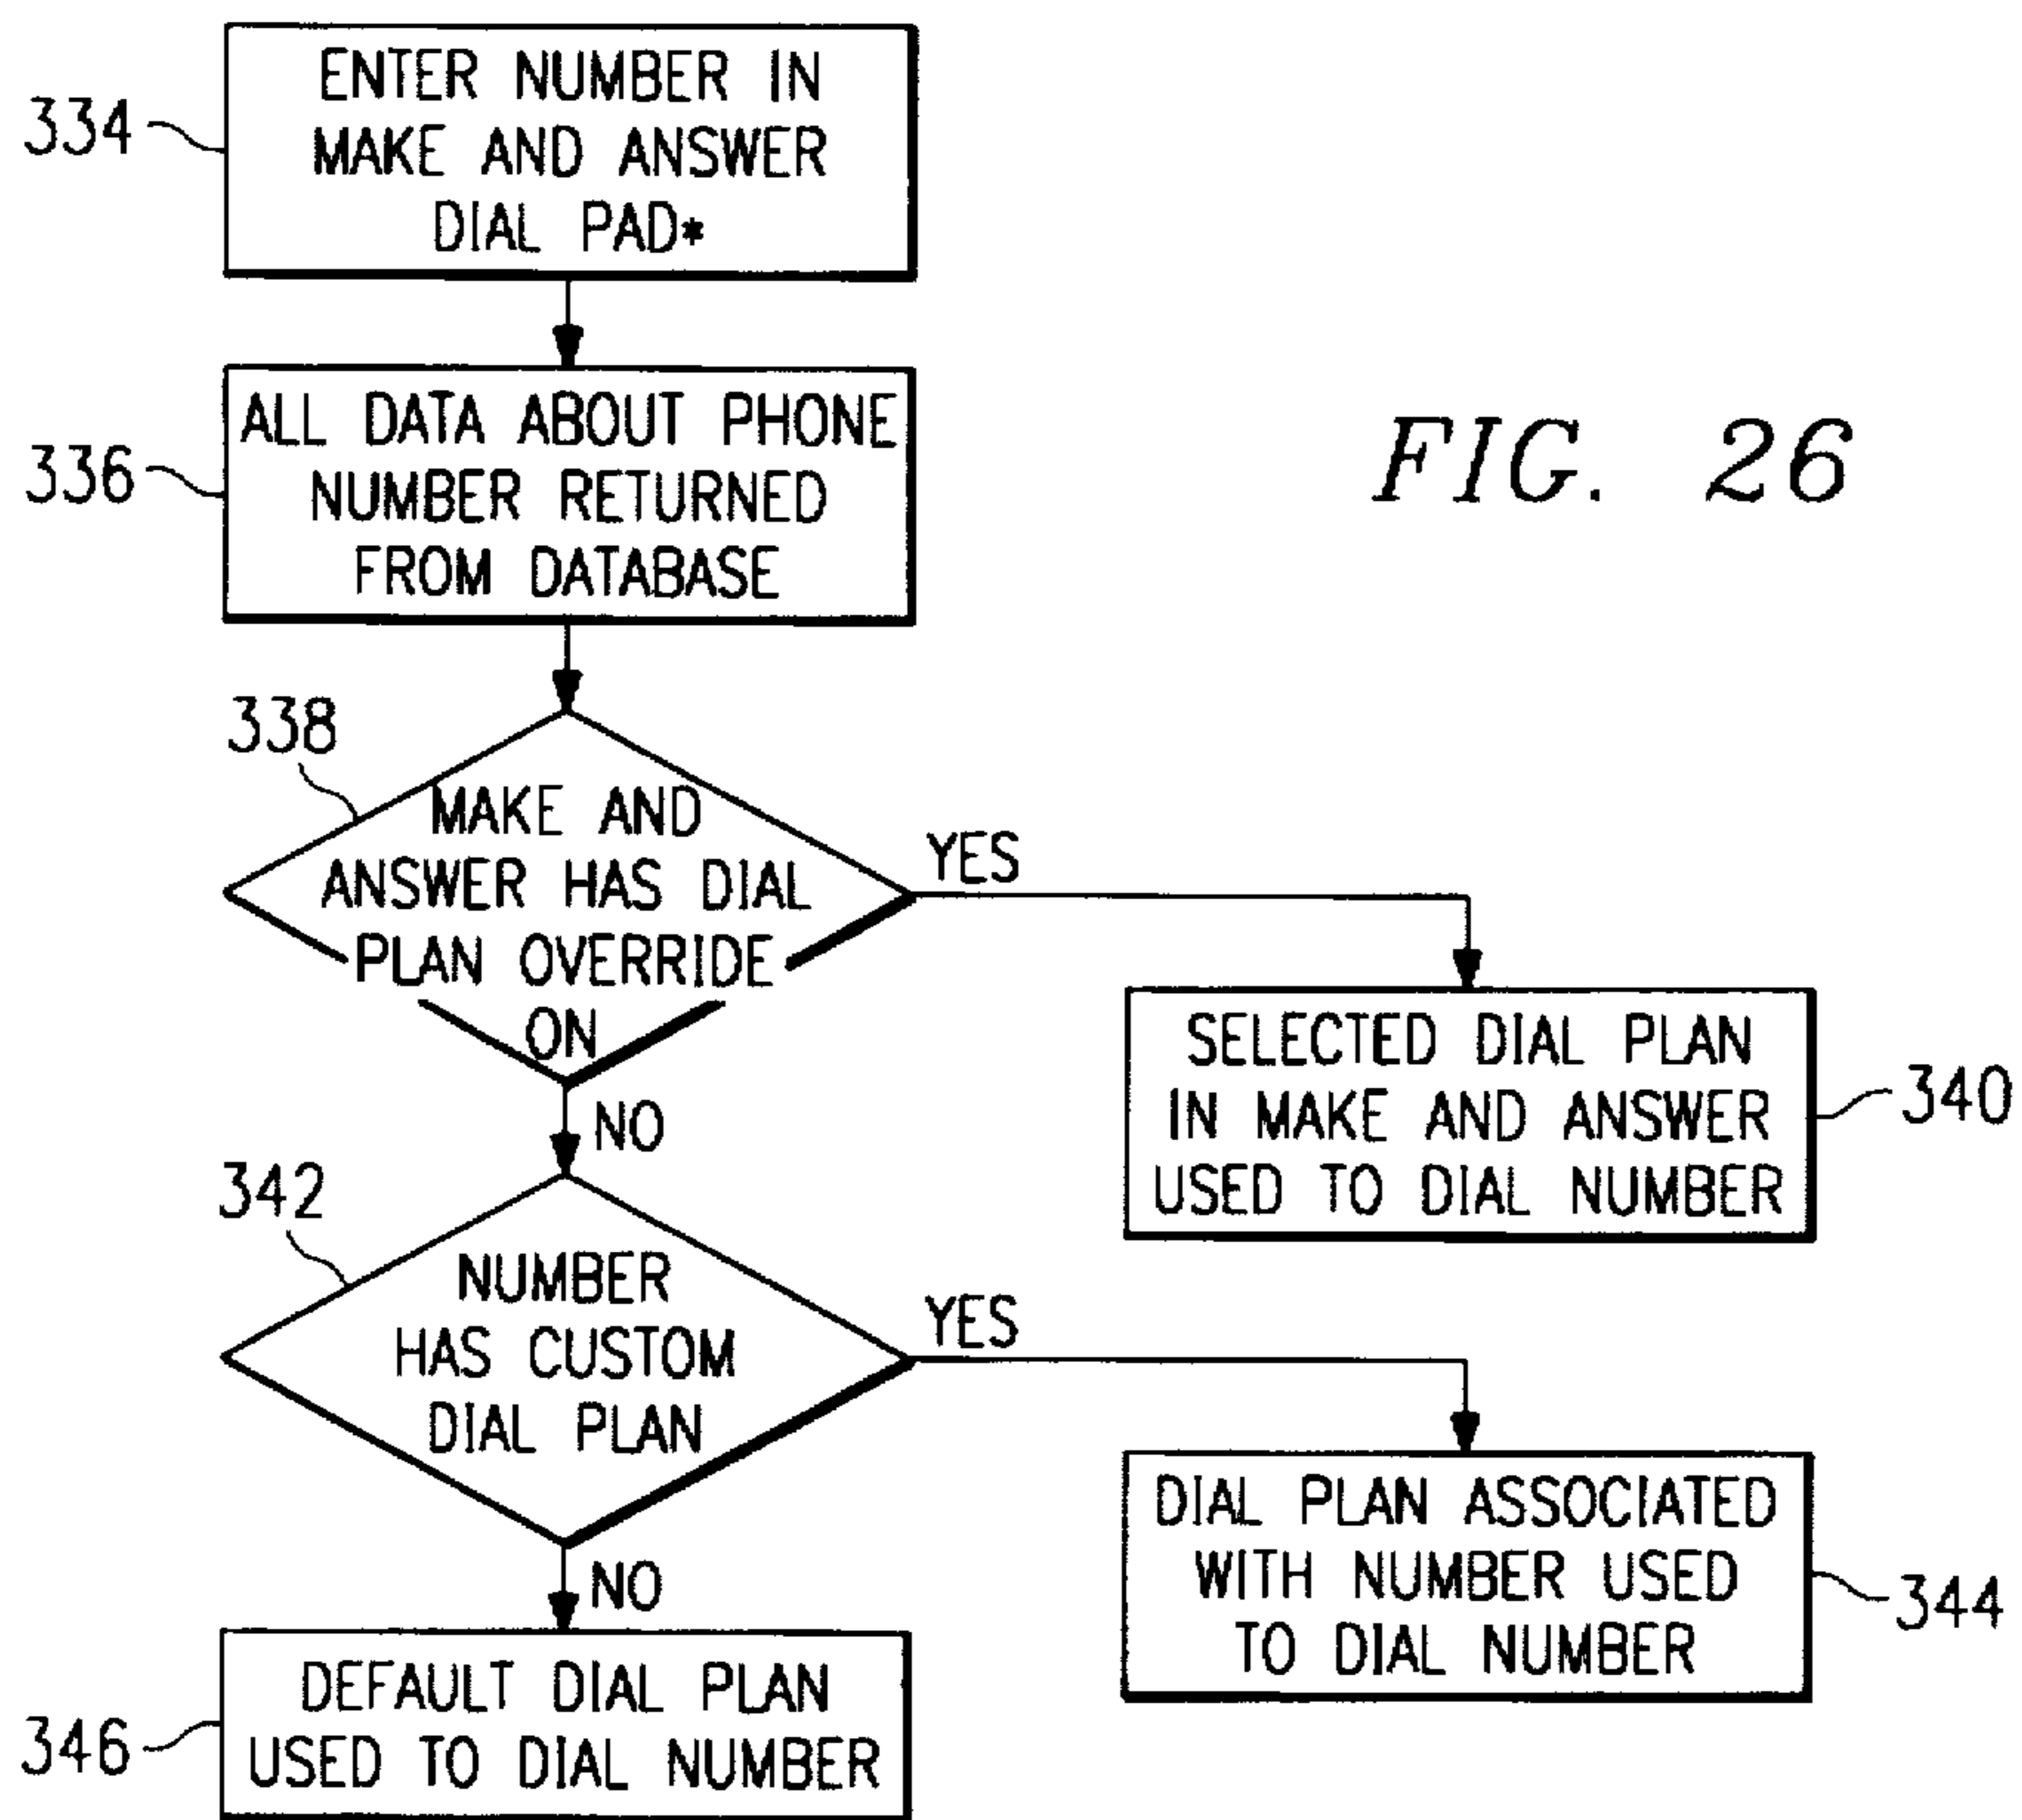 334
ENTER NUMBER IN
MAKE AND ANSWER
DIAL PAD*
336
ALL DATA ABOUT PHONE
NUMBER RETURNED
FROM DATABASE
FIG. 26
338
MAKE AND
ANSWER HAS DIAL
PLAN OVERRIDE
ON
YES
NO
SELECTED DIAL PLAN
IN MAKE AND ANSWER
USED TO DIAL NUMBER
340
342
NUMBER
HAS CUSTOM
DIAL PLAN
YES
NO
DIAL PLAN ASSOCIATED
WITH NUMBER USED
TO DIAL NUMBER
344
346
DEFAULT DIAL PLAN
USED TO DIAL NUMBER